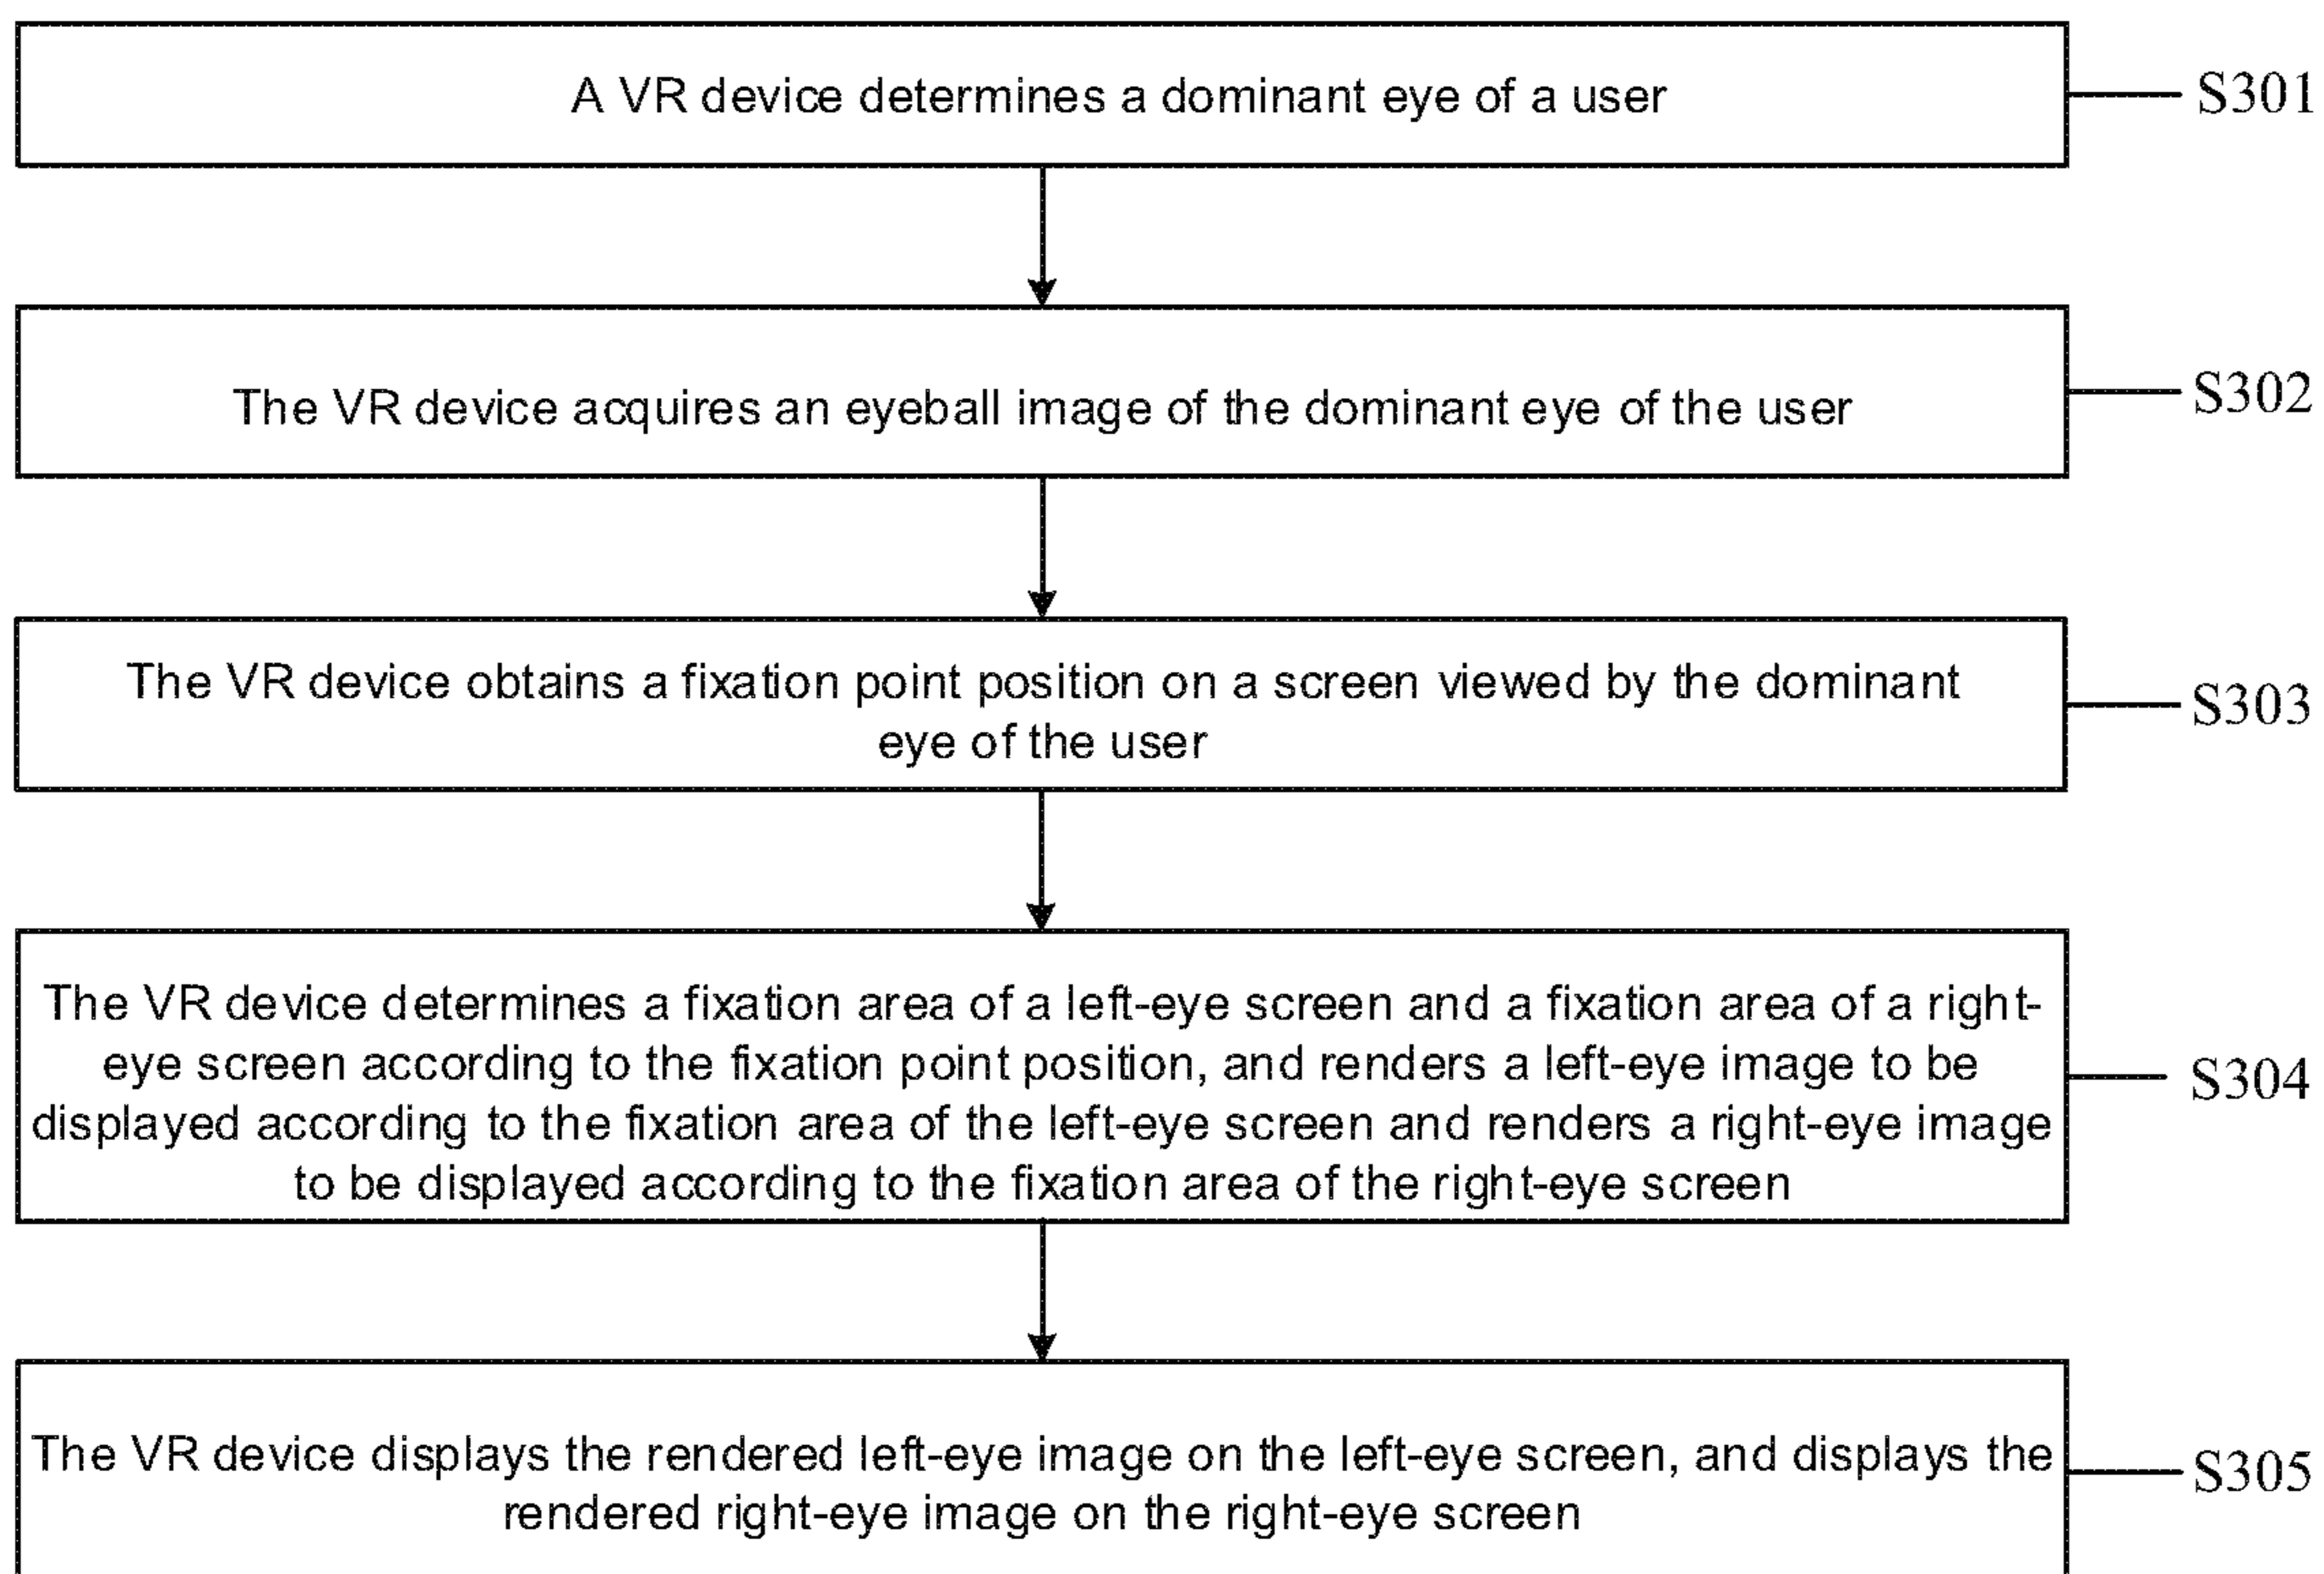 A VR device determines a dominant eye of a user
S301
The VR device acquires an eyeball image of the dominant eye of the user
S302
The VR device obtains a fixation point position on a screen viewed by the dominant
eye of the user
S303
The VR device determines a fixation area of a left-eye screen and a fixation area of a right-
eye screen according to the fixation point position, and renders a left-eye image to be
displayed according to the fixation area of the left-eye screen and renders a right-eye image
to be displayed according to the fixation area of the right-eye screen
S304
The VR device displays the rendered left-eye image on the left-eye screen, and displays the
rendered right-eye image on the right-eye screen
S305